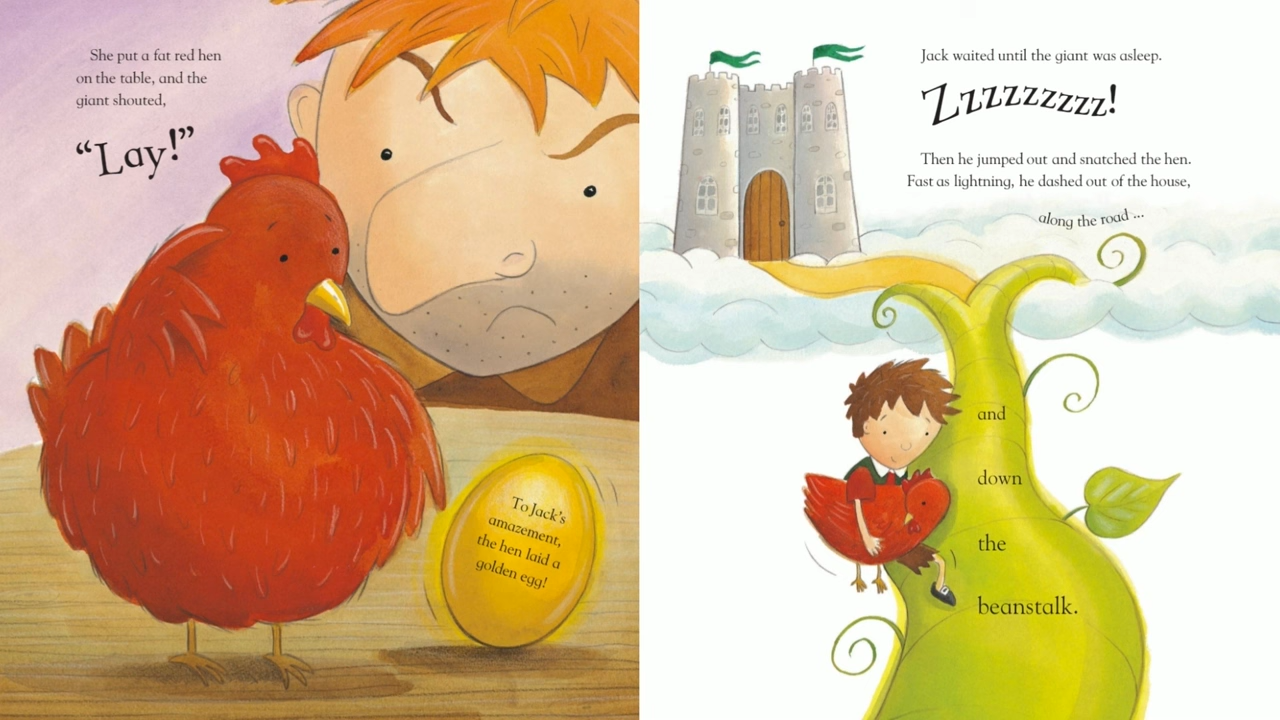 She put a fat red hen
on the table, and the
giant shouted,
“Lay!”
To Jack’s
amazement,
the hen laid a
golden egg!
Jack waited until the giant was asleep.
Zzzzzzzzz!
Then he jumped out and snatched the hen.
Fast as lightning, he dashed out of the house,
along the road ...
and
down
the
beanstalk.